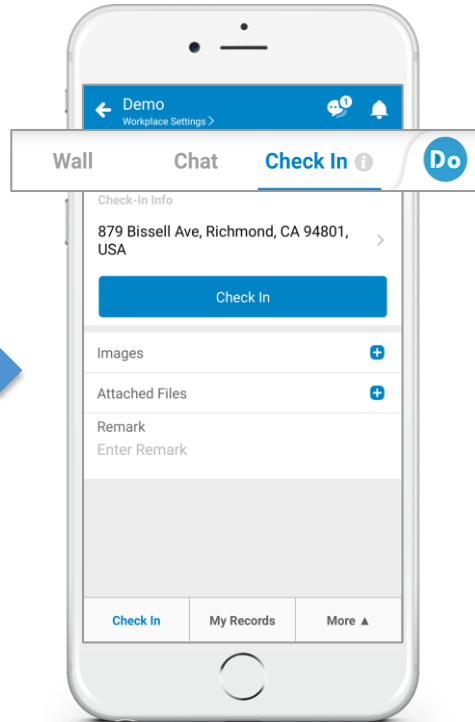 Demo
Workplace Settings >
1
Wall Chat Check In i Do
Check-In Info
879 Bissell Ave, Richmond, CA 94801,
USA
Check In
Images
Attached Files
Remark
Enter Remark
Check In My Records More ▲